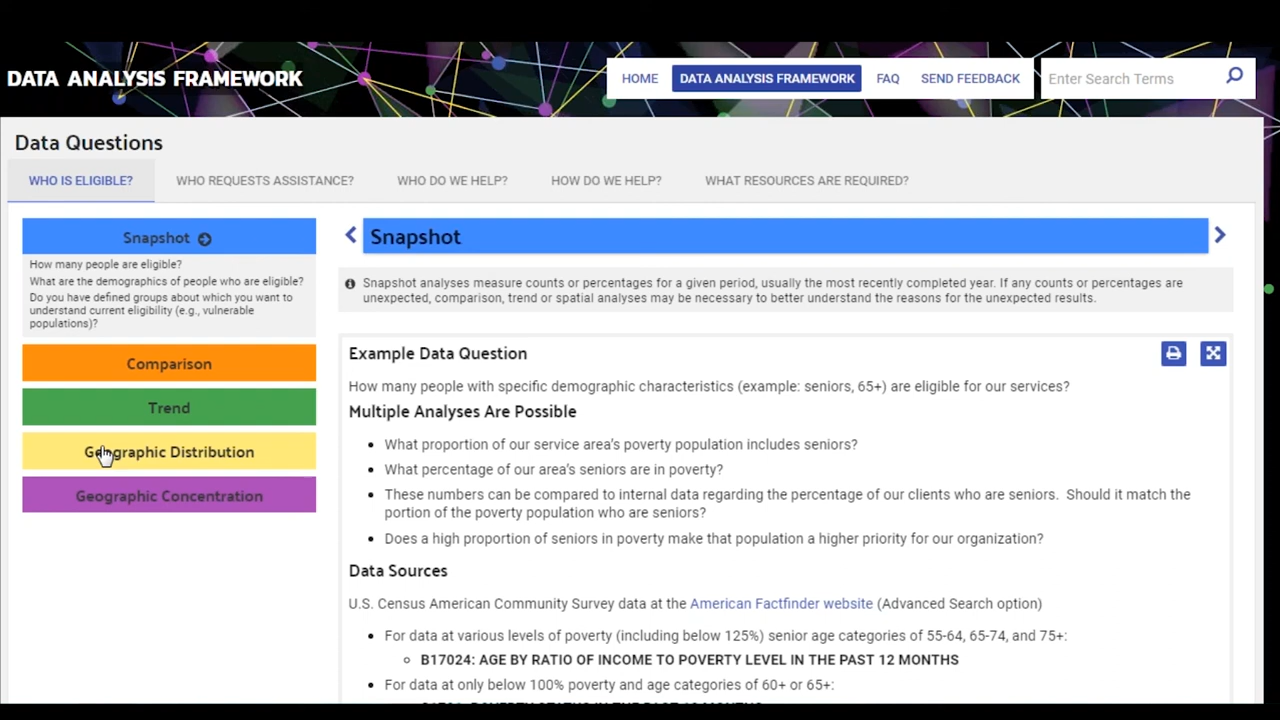 DATA ANALYSIS FRAMEWORK
HOME
DATA ANALYSIS FRAMEWORK
FAQ
SEND FEEDBACK
Enter Search Terms
Data Questions
WHO IS ELIGIBLE?
WHO REQUESTS ASSISTANCE?
WHO DO WE HELP?
HOW DO WE HELP?
WHAT RESOURCES ARE REQUIRED?
Snapshot
How many people are eligible?
What are the demographics of people who are eligible?
Do you have defined groups about which you want to
understand current eligibility (e.g., vulnerable
populations)?
Comparison
Trend
Geographic Distribution
Geographic Concentration
Snapshot
Snapshot analyses measure counts or percentages for a given period, usually the most recently completed year. If any counts or percentages are
unexpected, comparison, trend or spatial analyses may be necessary to better understand the reasons for the unexpected results.
Example Data Question
How many people with specific demographic characteristics (example: seniors, 65+) are eligible for our services?
Multiple Analyses Are Possible
• What proportion of our service area's poverty population includes seniors?
• What percentage of our area's seniors are in poverty?
• These numbers can be compared to internal data regarding the percentage of our clients who are seniors. Should it match the
portion of the poverty population who are seniors?
• Does a high proportion of seniors in poverty make that population a higher priority for our organization?
Data Sources
U.S. Census American Community Survey data at the American Factfinder website (Advanced Search option)
• For data at various levels of poverty (including below 125%) senior age categories of 55-64, 65-74, and 75+:
B17024: AGE BY RATIO OF INCOME TO POVERTY LEVEL IN THE PAST 12 MONTHS
• For data at only below 100% poverty and age categories of 60+ or 65+: